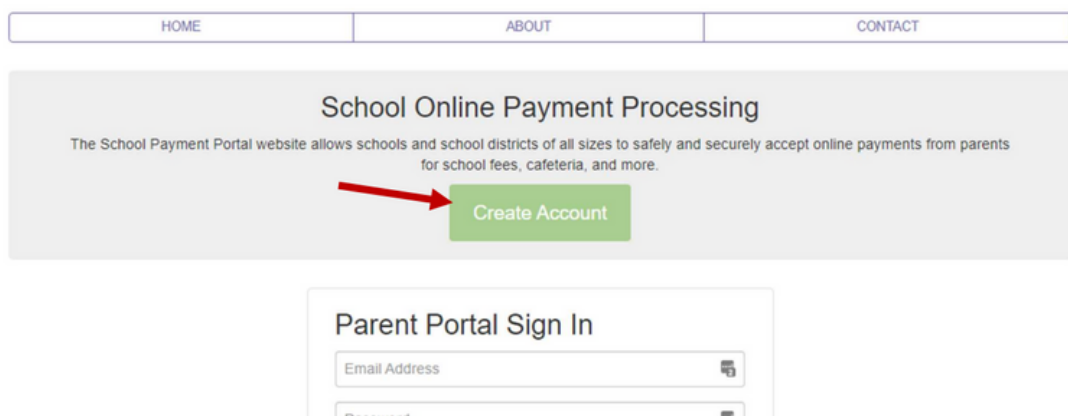 HOME ABOUT CONTACT
School Online Payment Processing
The School Payment Portal website allows schools and school districts of all sizes to safely and securely accept online payments from parents
for school fees, cafeteria, and more.
Create Account
Parent Portal Sign In
Email Address